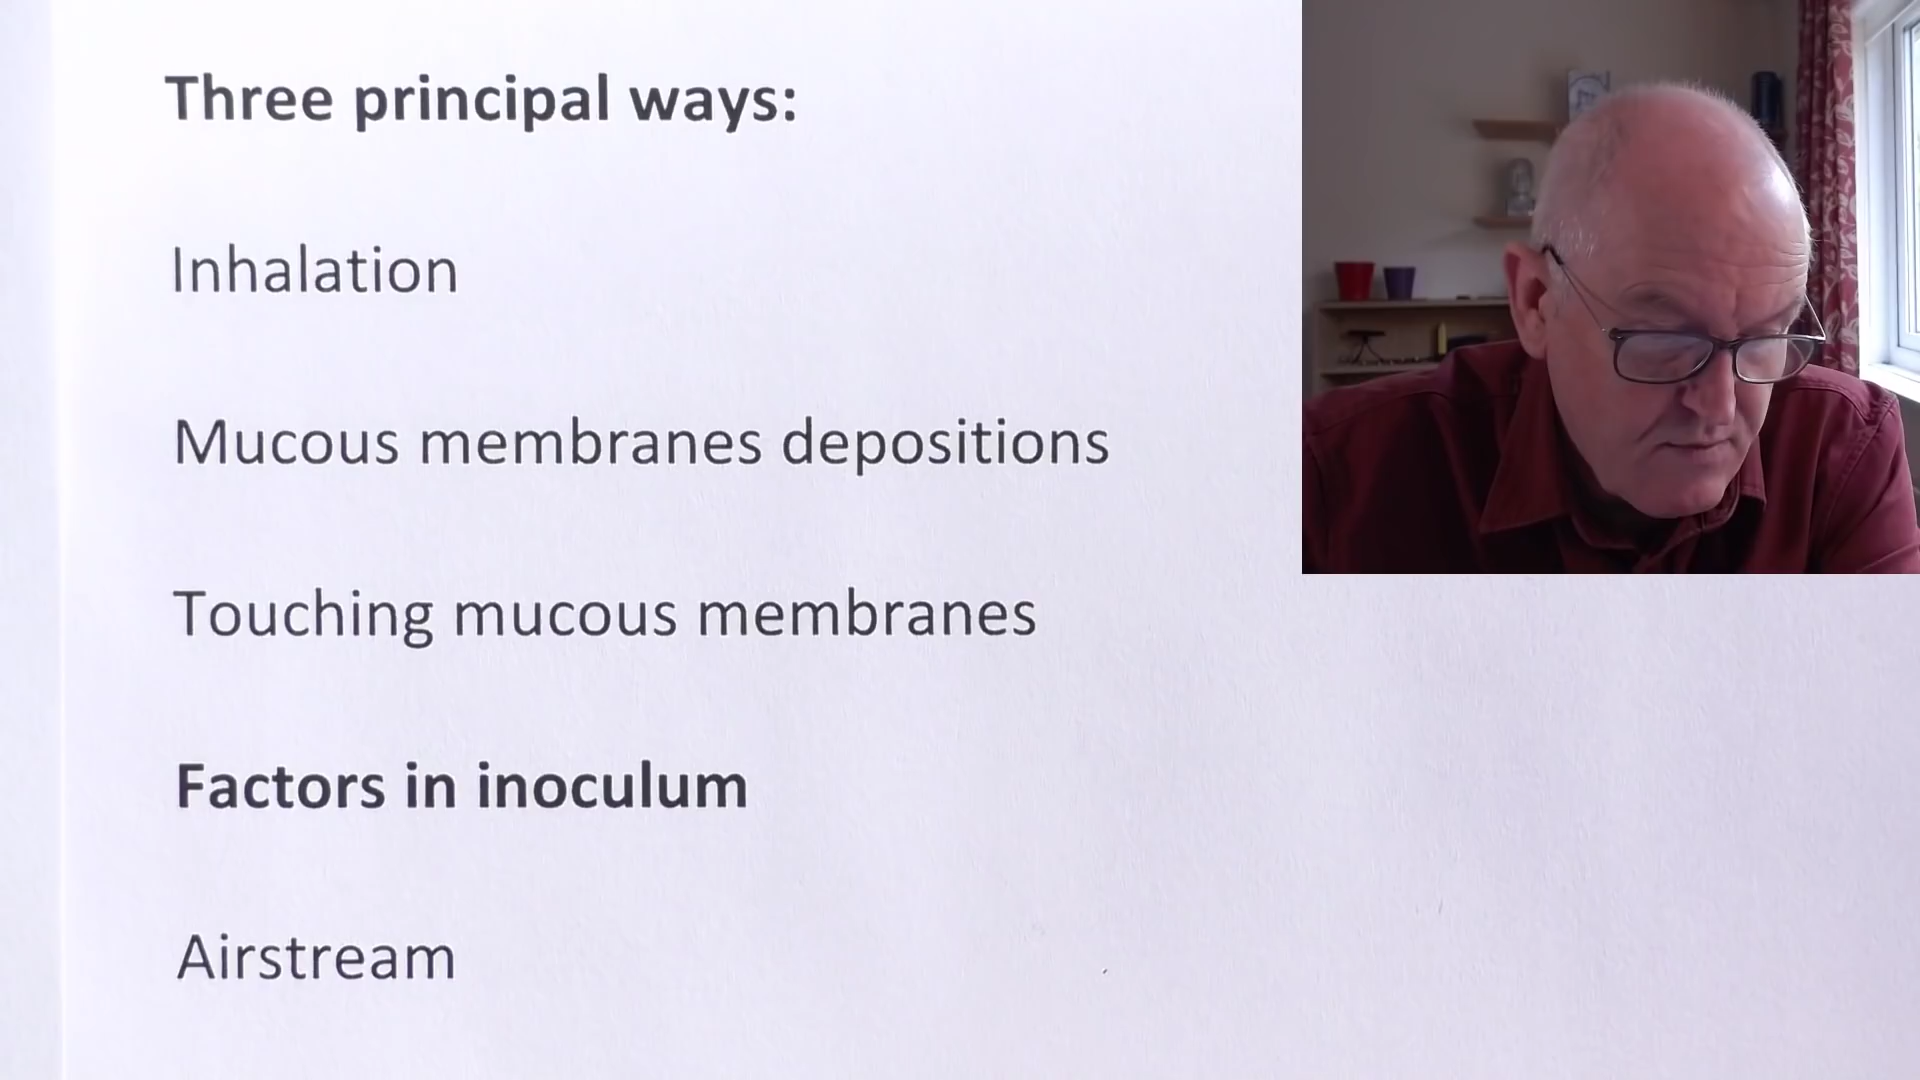 Three principal ways:
Inhalation
Mucous membranes depositions
Touching mucous membranes
Factors in inoculum
Airstream